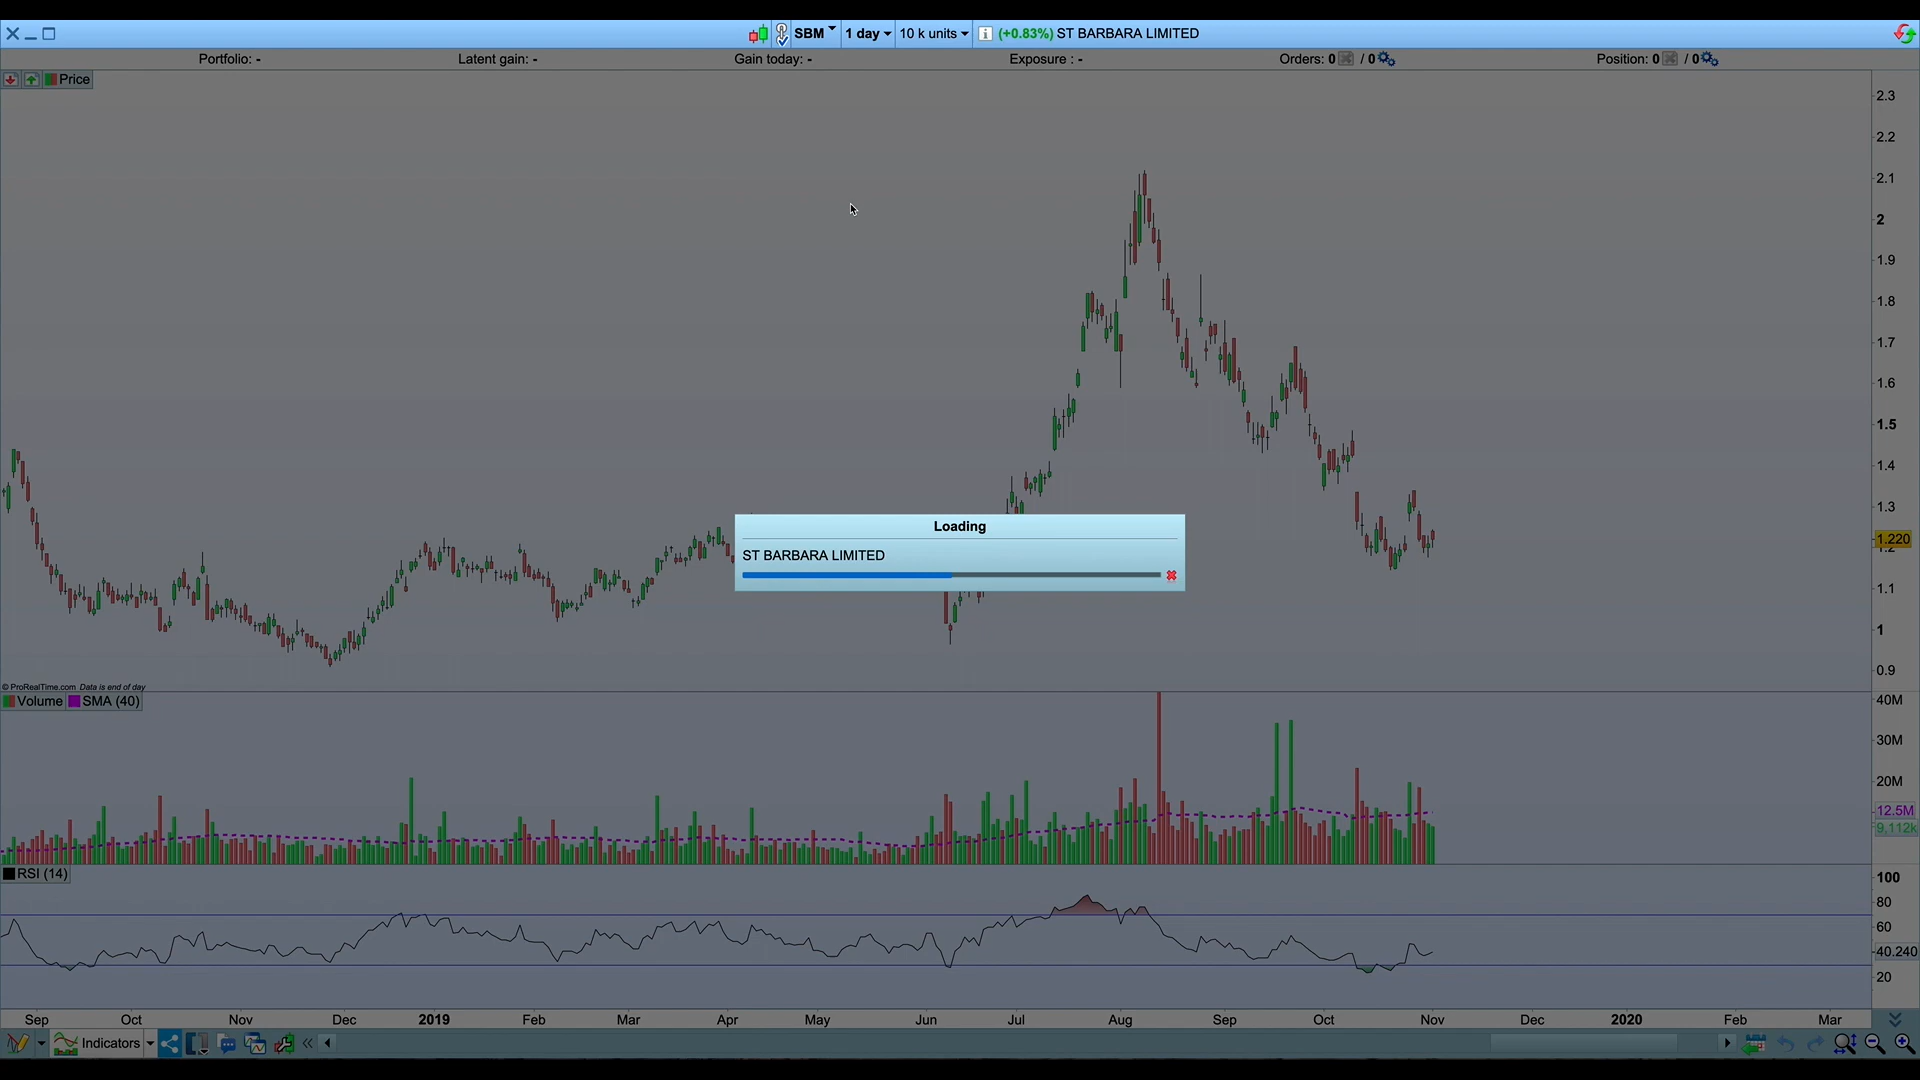 SBM 1 day 10 k units i (+0.83%) ST BARBARA LIMITED
Portfolio: - Latent gain: - Gain today: - Exposure : - Orders: 0 / 0 Position: 0 / 0
Price
2.3
2.2
2.1
2
1.9
1.8
1.7
1.6
1.5
1.4
1.3
1.220
1.2
1.1
1
0.9
Loading
ST BARBARA LIMITED
© ProRealTime.com Data is end of day
Volume SMA (40)
40M
30M
20M
12.5M
9,112k
RSI (14)
100
80
60
40.240
20
Sep Oct Nov Dec 2019 Feb Mar Apr May Jun Jul Aug Sep Oct Nov Dec 2020 Feb Mar
Indicators